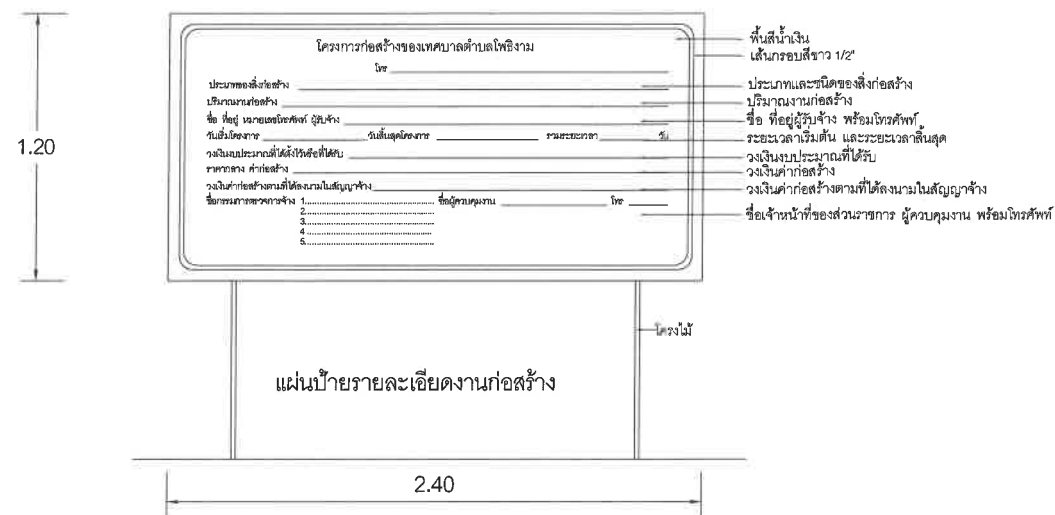 โครงการก่อสร้างของเทศบาลตำบลโพธิงาม
โทร
ประเภทของสิ่งก่อสร้าง
ปริมาณงานก่อสร้าง
ชื่อ ที่อยู่ หมายเลขโทรศัพท์ ผู้รับจ้าง
วันเริ่มโครงการ วันสิ้นสุดโครงการ รวมระยะเวลา วัน
วงเงินงบประมาณที่ได้ตั้งไว้หรือที่ได้รับ
ราคากลาง ค่าก่อสร้าง
วงเงินค่าก่อสร้างตามที่ได้ลงนามในสัญญาจ้าง
ชื่อกรรมการตรวจการจ้าง 1. ชื่อผู้ควบคุมงาน โทร
2.
3.
4
5.
พื้นสีน้ำเงิน
เส้นกรอบสีขาว 1/2"
ประเภทและชนิดของสิ่งก่อสร้าง
ปริมาณงานก่อสร้าง
ชื่อ ที่อยู่ผู้รับจ้าง พร้อมโทรศัพท์
ระยะเวลาเริ่มต้น และระยะเวลาสิ้นสุด
วงเงินงบประมาณที่ได้รับ
วงเงินค่าก่อสร้าง
วงเงินค่าก่อสร้างตามที่ได้ลงนามในสัญญาจ้าง
ชื่อเจ้าหน้าที่ของส่วนราชการ ผู้ควบคุมงาน พร้อมโทรศัพท์
1.20
โครงไม้
แผ่นป้ายรายละเอียดงานก่อสร้าง
2.40